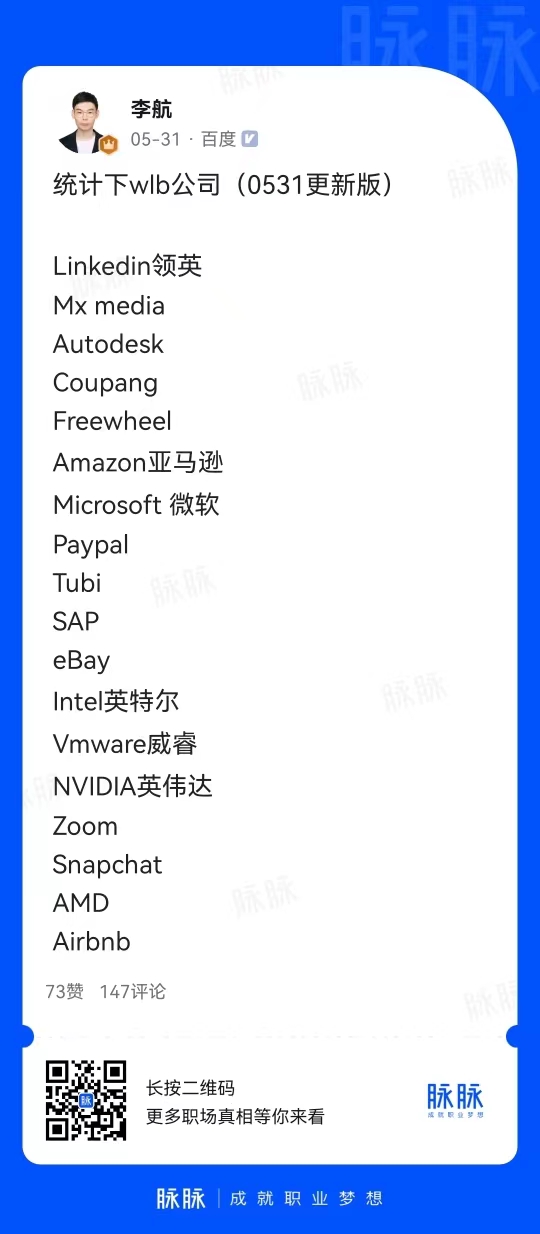 脉脉
李航
05-31 · 百度
统计下wlb公司（0531更新版）
Linkedin领英
Mx media
Autodesk
Coupang
Freewheel
Amazon亚马逊
Microsoft 微软
Paypal
Tubi
SAP
eBay
Intel英特尔
Vmware威睿
NVIDIA英伟达
Zoom
Snapchat
AMD
Airbnb
73赞 147评论
长按二维码
更多职场真相等你来看
脉脉
成就职业梦想
脉脉 | 成就职业梦想